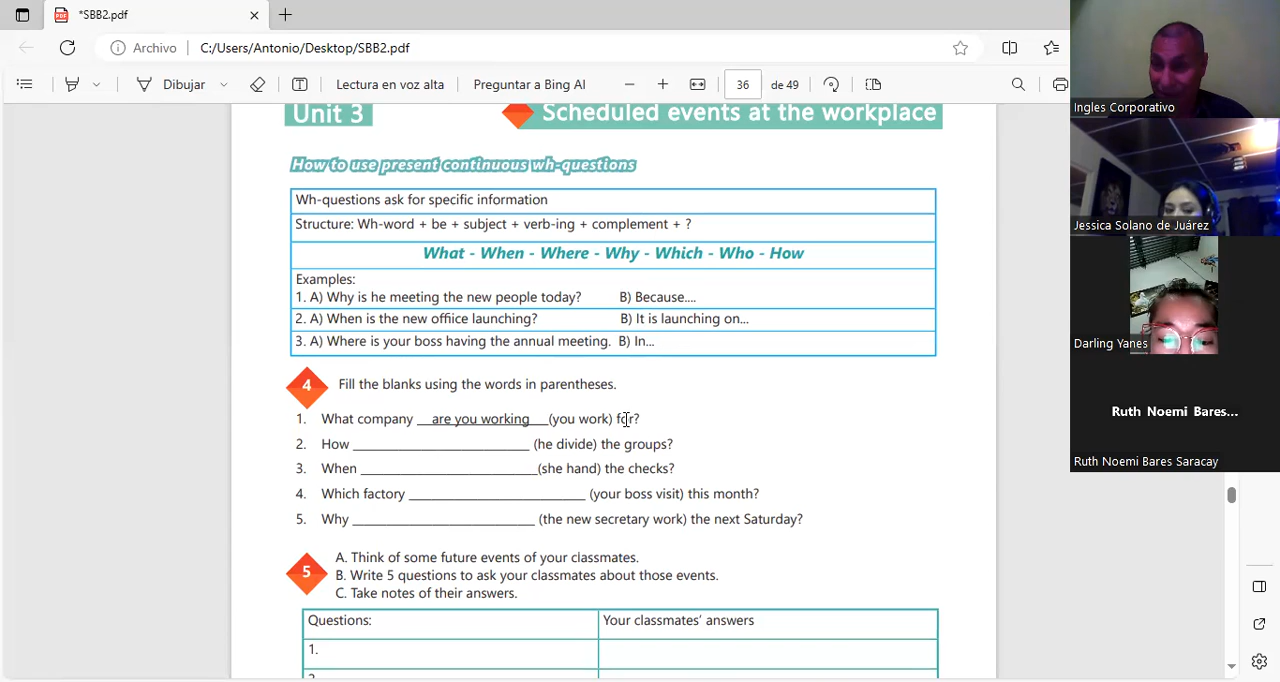 *SBB2.pdf
Archivo
C:/Users/Antonio/Desktop/SBB2.pdf
Dibujar
Lectura en voz alta
Preguntar a Bing AI
36
de 49
Unit 3
Scheduled events at the workplace
How to use present continuous wh-questions
Wh-questions ask for specific information
Structure: Wh-word + be + subject + verb-ing + complement + ?
What - When - Where - Why - Which - Who - How
Examples:
1. A) Why is he meeting the new people today? B) Because....
2. A) When is the new office launching? B) It is launching on...
3. A) Where is your boss having the annual meeting. B) In...
4 Fill the blanks using the words in parentheses.
1. What company __are you working__(you work) for?
2. How ______________________ (he divide) the groups?
3. When ______________________(she hand) the checks?
4. Which factory ______________________ (your boss visit) this month?
5. Why ______________________ (the new secretary work) the next Saturday?
5
A. Think of some future events of your classmates.
B. Write 5 questions to ask your classmates about those events.
C. Take notes of their answers.
Questions:
Your classmates' answers
1.
Ingles Corporativo
Jessica Solano de Juárez
Darling Yanes
Ruth Noemi Bares...
Ruth Noemi Bares Saracay